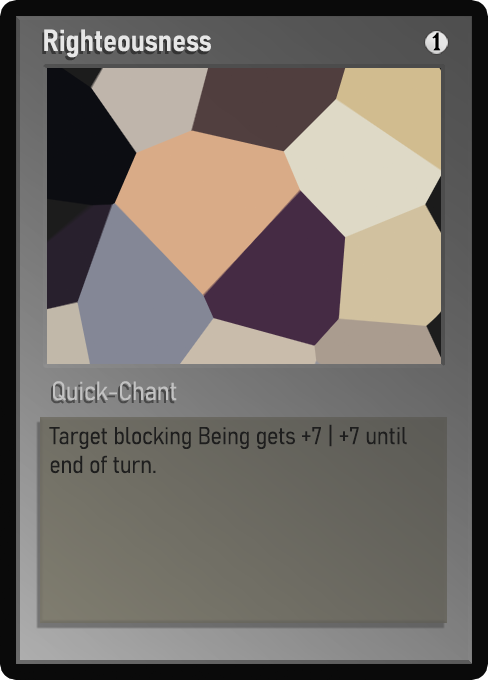 Righteousness 1
Quick-Chant
Target blocking Being gets +7 | +7 until
end of turn.